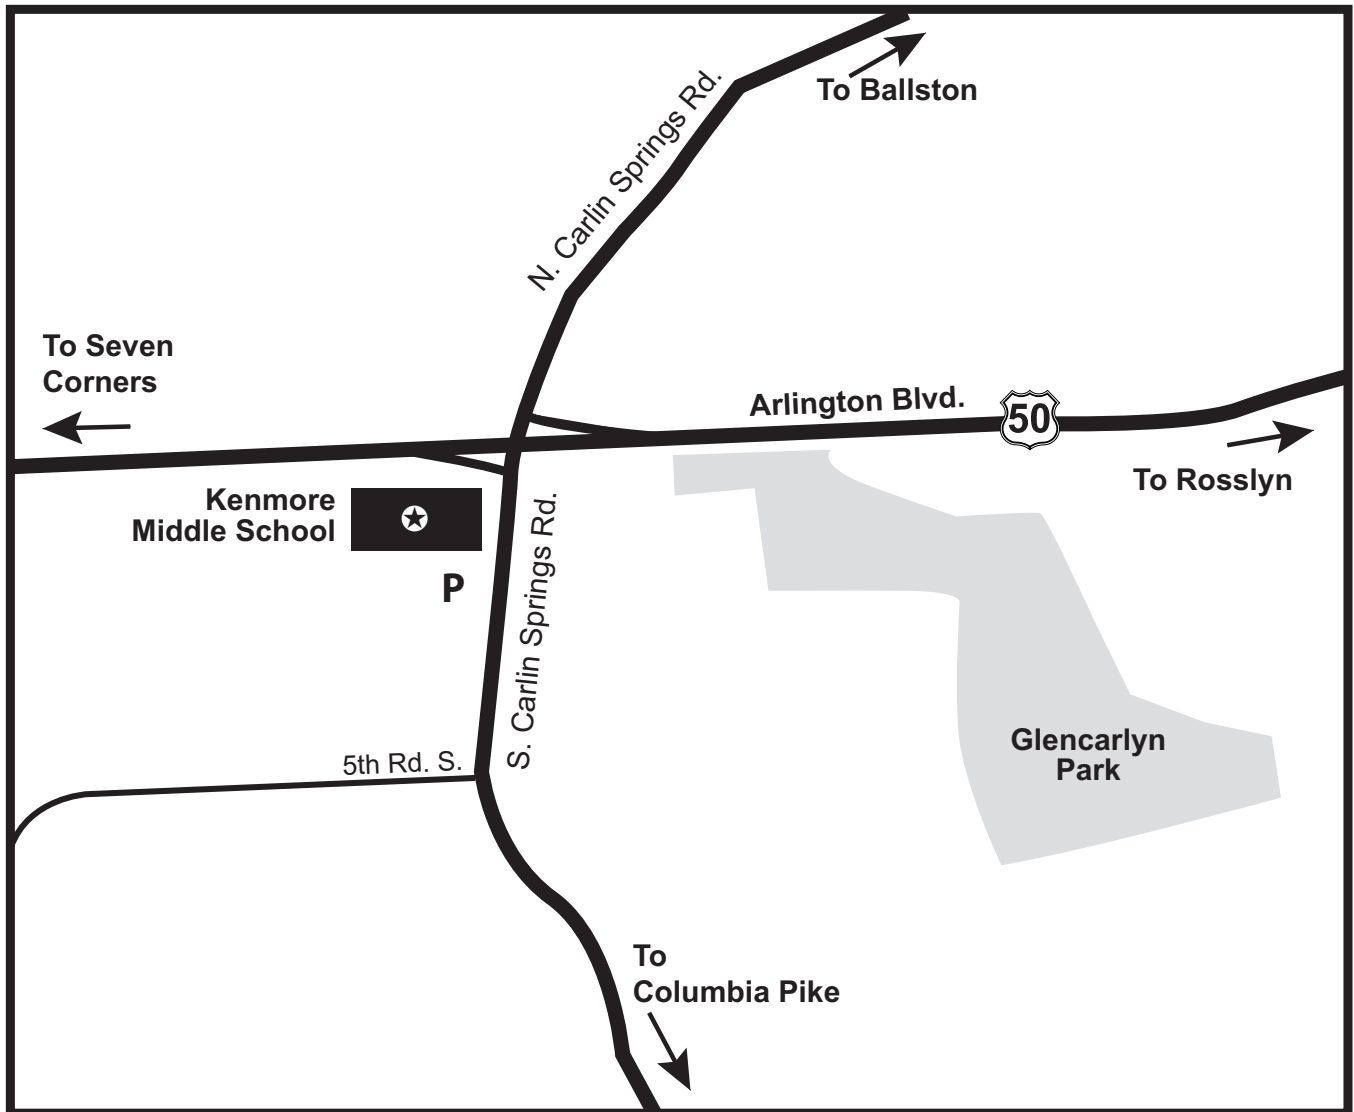 To Ballston
N. Carlin Springs Rd.
To Seven
Corners
Arlington Blvd.
50
To Rosslyn
Kenmore
Middle School
P
S. Carlin Springs Rd.
5th Rd. S.
Glencarlyn
Park
To
Columbia Pike